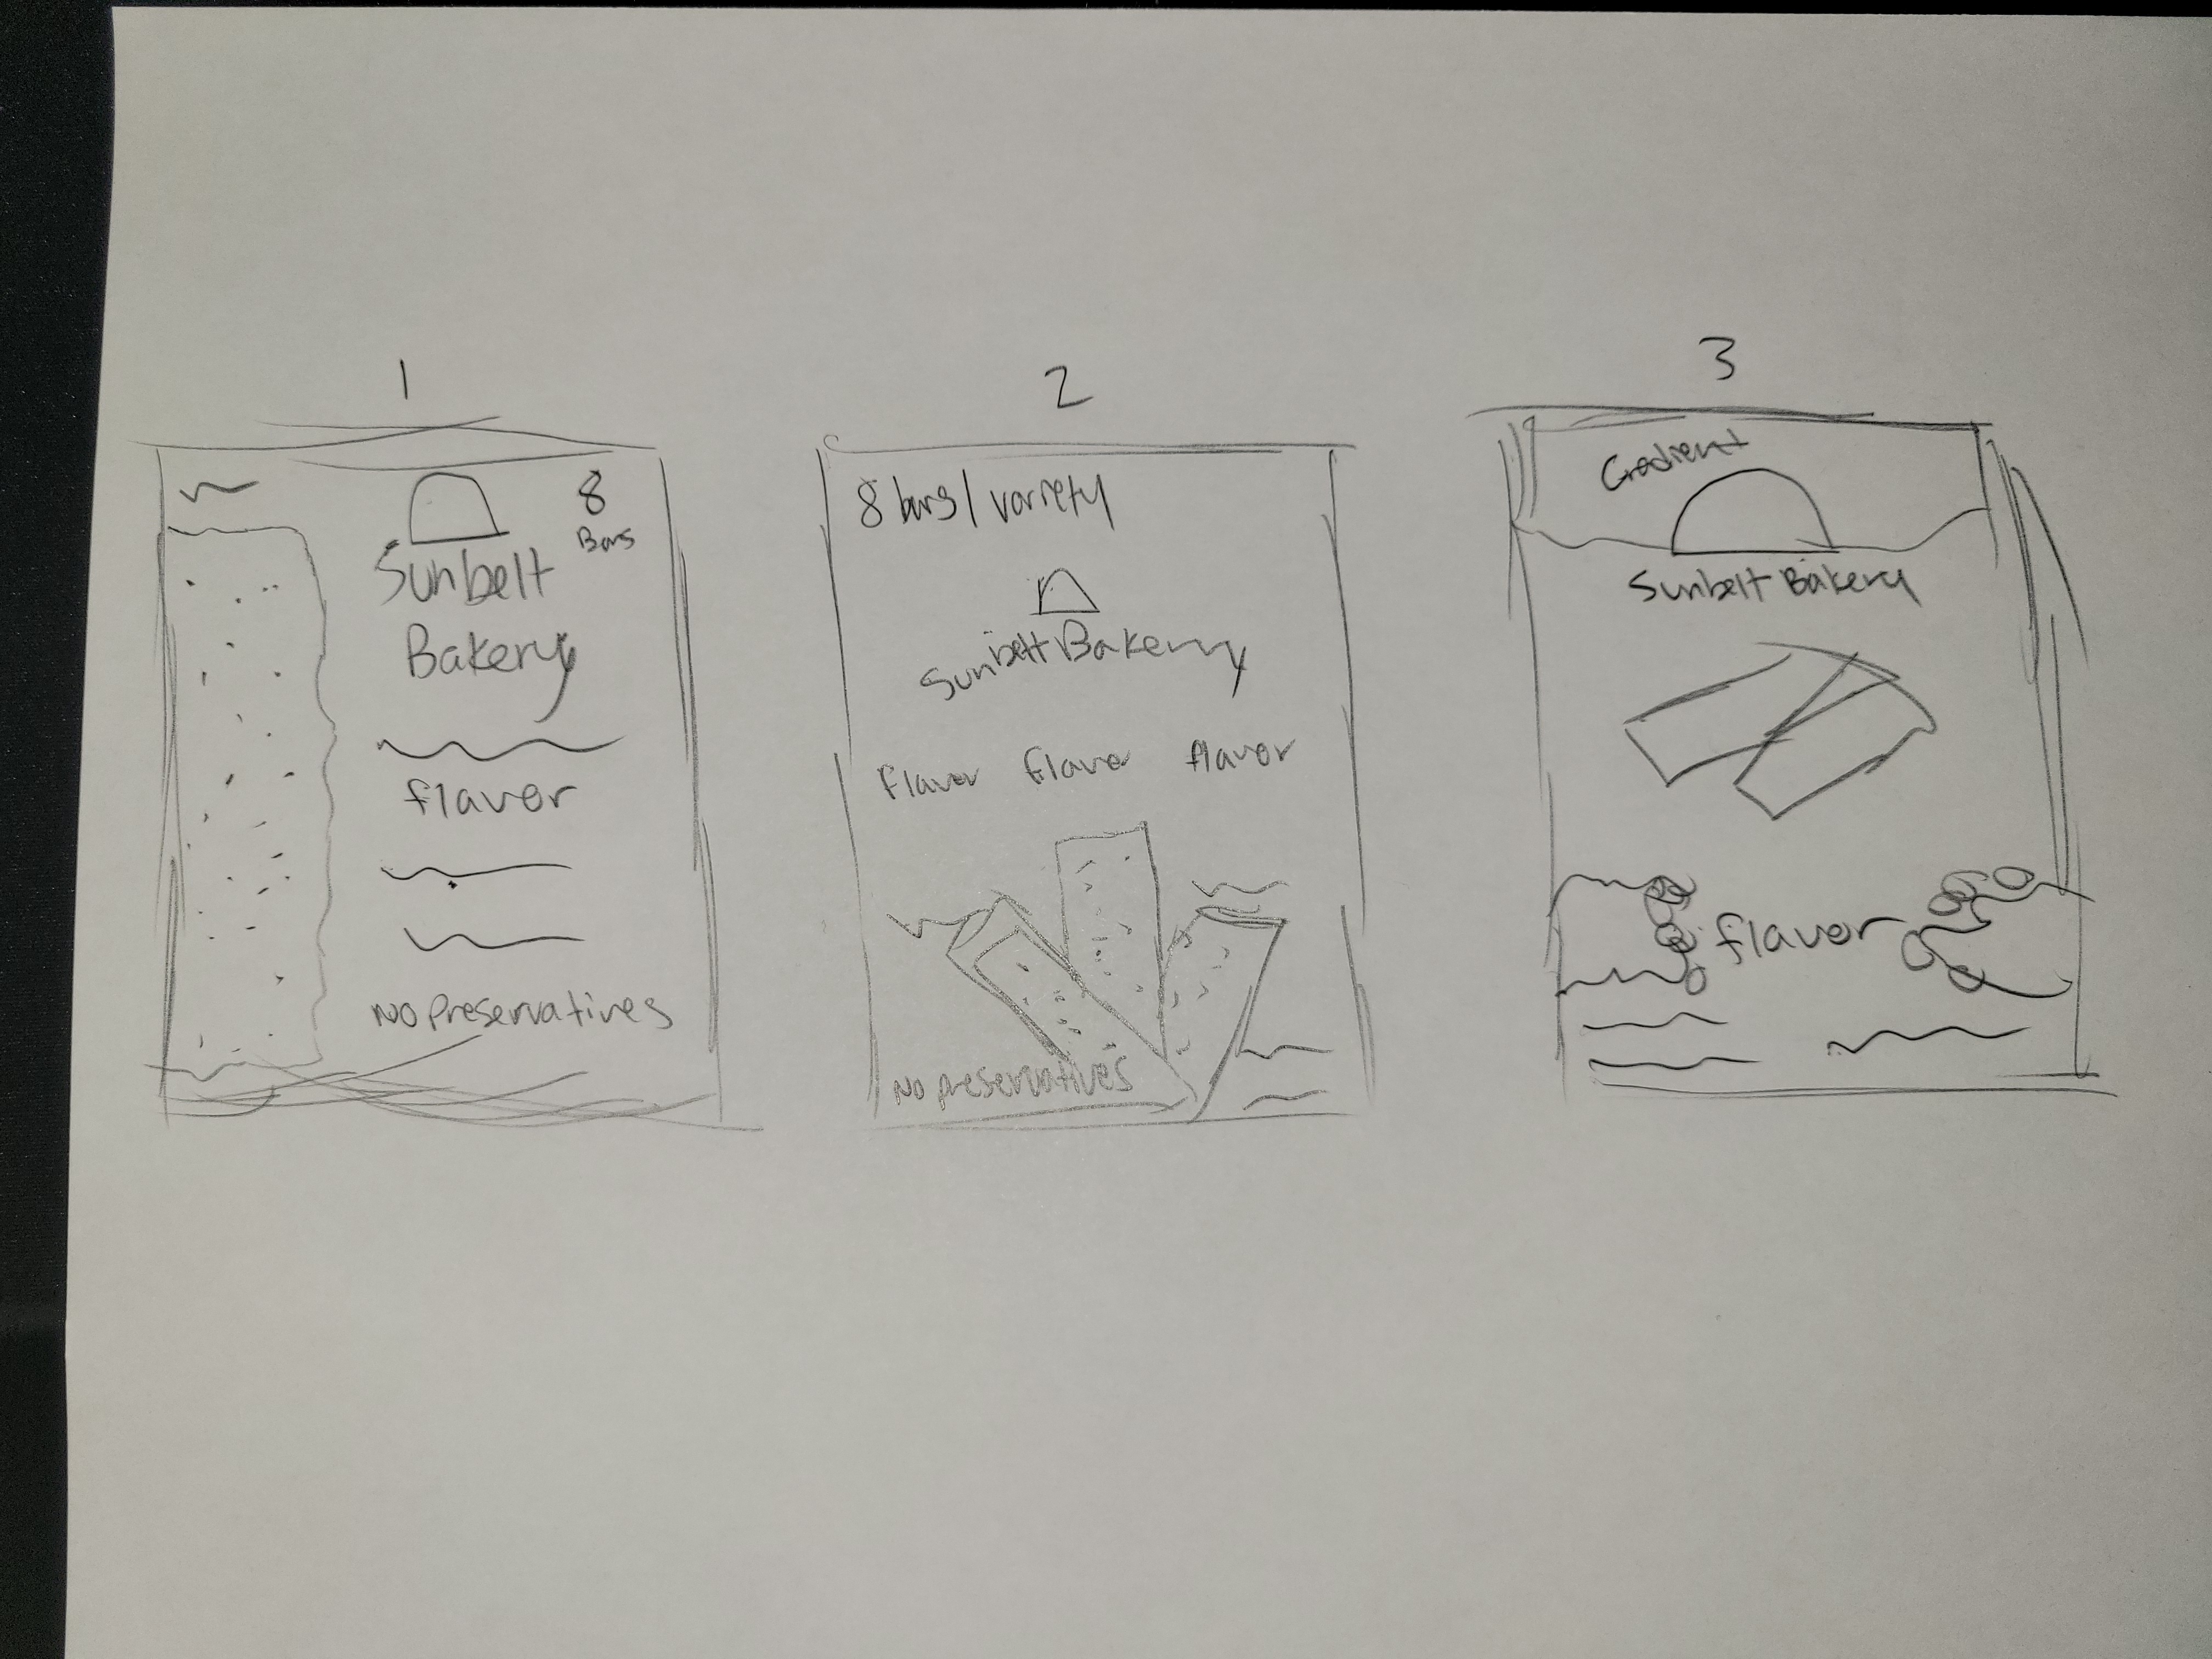 1
8
Bars
Sunbelt
Bakery
flavor
no preservatives
2
8 bars/variety
Sunbelt Bakery
flavor flavor flavor
no preservatives
3
Gradient
Sunbelt Bakery
flavor